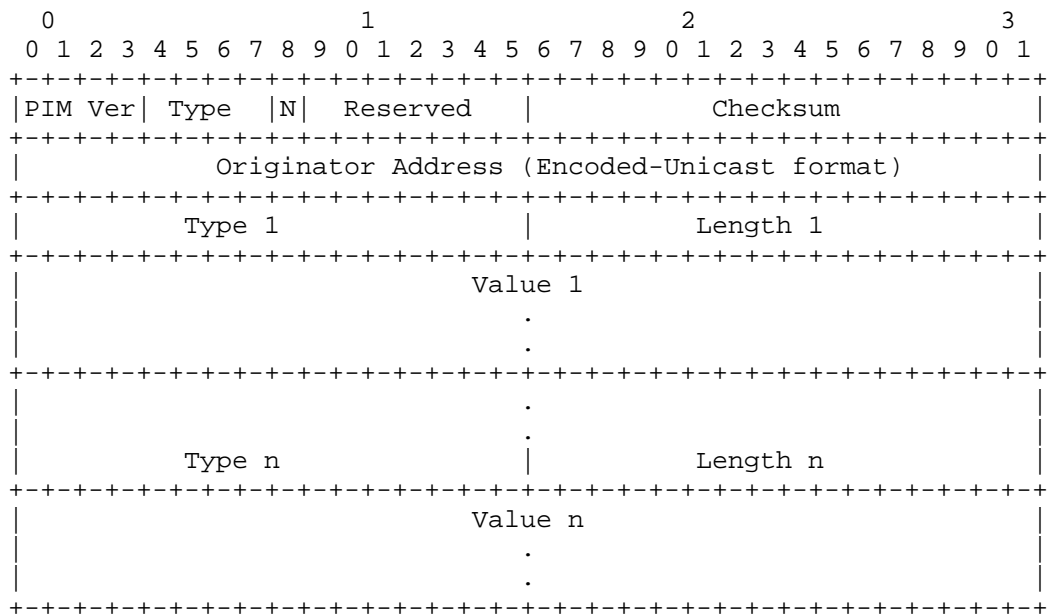 0                   1                   2                   3
 0 1 2 3 4 5 6 7 8 9 0 1 2 3 4 5 6 7 8 9 0 1 2 3 4 5 6 7 8 9 0 1
+-+-+-+-+-+-+-+-+-+-+-+-+-+-+-+-+-+-+-+-+-+-+-+-+-+-+-+-+-+-+-+-+
|PIM Ver| Type  |N|  Reserved   |           Checksum            |
+-+-+-+-+-+-+-+-+-+-+-+-+-+-+-+-+-+-+-+-+-+-+-+-+-+-+-+-+-+-+-+-+
|            Originator Address (Encoded-Unicast format)        |
+-+-+-+-+-+-+-+-+-+-+-+-+-+-+-+-+-+-+-+-+-+-+-+-+-+-+-+-+-+-+-+-+
|          Type 1               |          Length 1             |
+-+-+-+-+-+-+-+-+-+-+-+-+-+-+-+-+-+-+-+-+-+-+-+-+-+-+-+-+-+-+-+-+
|                            Value 1                            |
|                               .                               |
|                               .                               |
+-+-+-+-+-+-+-+-+-+-+-+-+-+-+-+-+-+-+-+-+-+-+-+-+-+-+-+-+-+-+-+-+
|                               .                               |
|                               .                               |
|          Type n               |          Length n             |
+-+-+-+-+-+-+-+-+-+-+-+-+-+-+-+-+-+-+-+-+-+-+-+-+-+-+-+-+-+-+-+-+
|                            Value n                            |
|                               .                               |
|                               .                               |
+-+-+-+-+-+-+-+-+-+-+-+-+-+-+-+-+-+-+-+-+-+-+-+-+-+-+-+-+-+-+-+-+